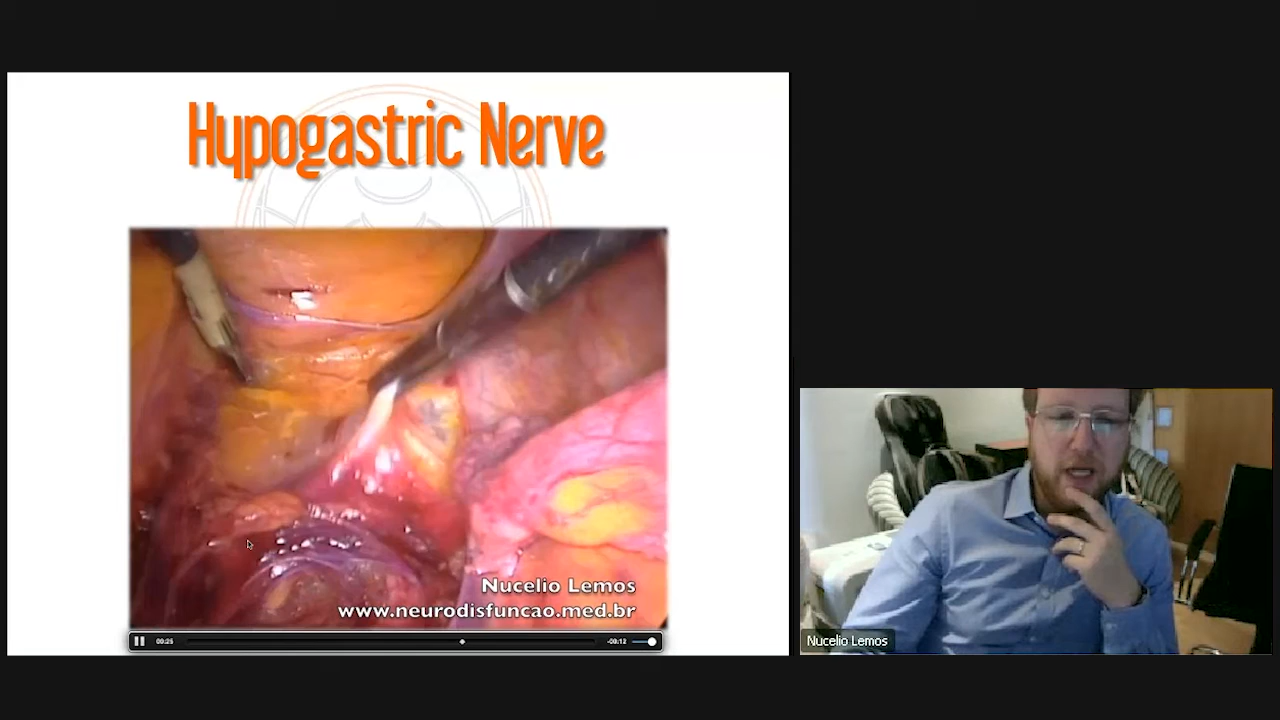 Hypogastric Nerve
Nucelio Lemos
www.neurodisfuncao.med.br
00:25
-00:12
Nucelio Lemos